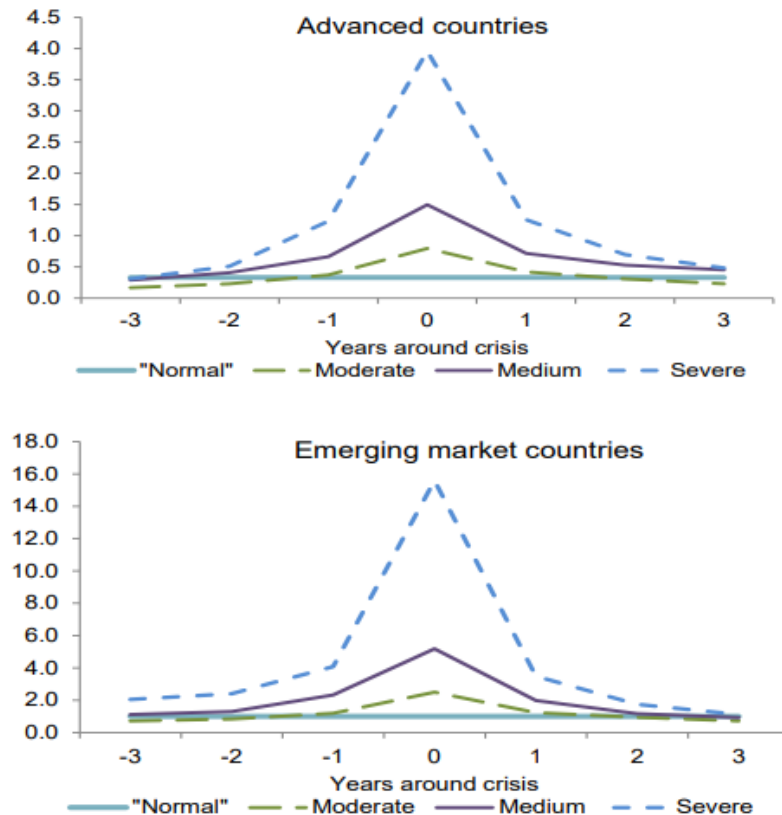 Advanced countries
4.5
4.0
3.5
3.0
2.5
2.0
1.5
1.0
0.5
0.0
-3 -2 -1 0 1 2 3
Years around crisis
"Normal" Moderate Medium Severe
Emerging market countries
18.0
16.0
14.0
12.0
10.0
8.0
6.0
4.0
2.0
0.0
-3 -2 -1 0 1 2 3
Years around crisis
"Normal" Moderate Medium Severe